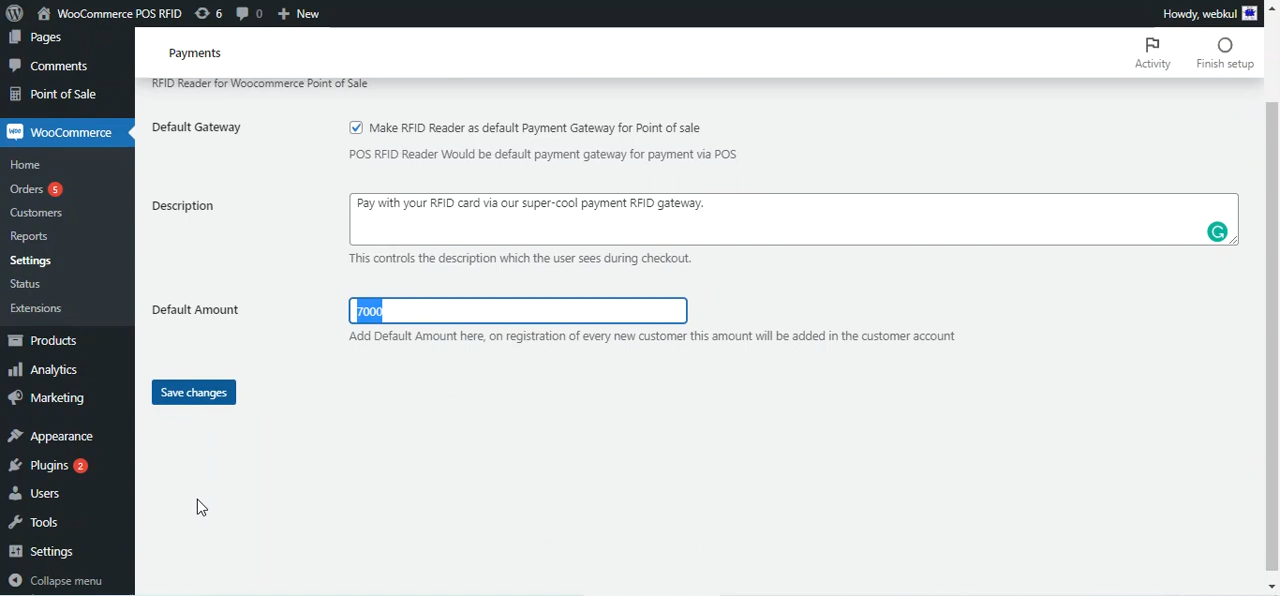 WooCommerce POS RFID 6 0 New Howdy, webkul
Pages
Comments
Point of Sale
WooCommerce
Home
Orders 5
Customers
Reports
Settings
Status
Extensions
Products
Analytics
Marketing
Appearance
Plugins 2
Users
Tools
Settings
Collapse menu
Payments
Activity
Finish setup
RFID Reader for Woocommerce Point of Sale
Default Gateway
Make RFID Reader as default Payment Gateway for Point of sale
POS RFID Reader Would be default payment gateway for payment via POS
Description
Pay with your RFID card via our super-cool payment RFID gateway.
This controls the description which the user sees during checkout.
Default Amount
7000
Add Default Amount here, on registration of every new customer this amount will be added in the customer account
Save changes